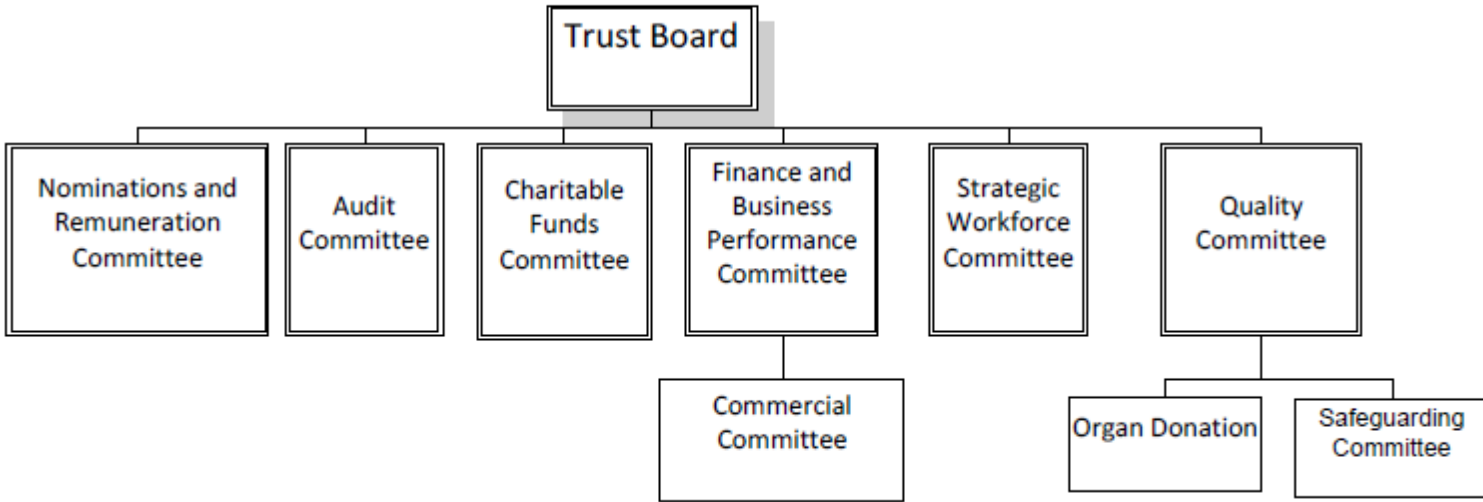 Trust Board
Nominations and
Remuneration
Committee
Audit
Committee
Charitable
Funds
Committee
Finance and
Business
Performance
Committee
Strategic
Workforce
Committee
Quality
Committee
Commercial
Committee
Organ Donation
Safeguarding
Committee